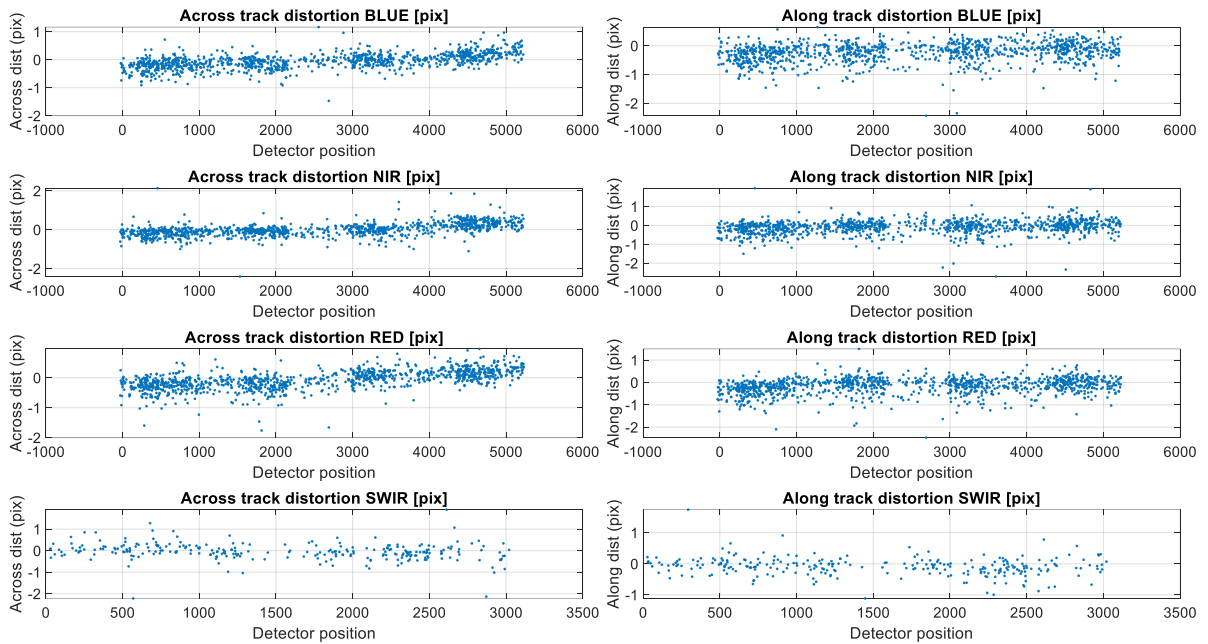 Across track distortion BLUE [pix]
Across dist (pix)
1
0
-1
-2
-1000 0 1000 2000 3000 4000 5000 6000
Detector position
Along track distortion BLUE [pix]
Along dist (pix)
0
-1
-2
-1000 0 1000 2000 3000 4000 5000 6000
Detector position
Across track distortion NIR [pix]
Across dist (pix)
2
0
-2
-1000 0 1000 2000 3000 4000 5000 6000
Detector position
Along track distortion NIR [pix]
Along dist (pix)
1
0
-1
-2
-1000 0 1000 2000 3000 4000 5000 6000
Detector position
Across track distortion RED [pix]
Across dist (pix)
0
-1
-2
-1000 0 1000 2000 3000 4000 5000 6000
Detector position
Along track distortion RED [pix]
Along dist (pix)
1
0
-1
-2
-1000 0 1000 2000 3000 4000 5000 6000
Detector position
Across track distortion SWIR [pix]
Across dist (pix)
1
0
-1
-2
0 500 1000 1500 2000 2500 3000 3500
Detector position
Along track distortion SWIR [pix]
Along dist (pix)
1
0
-1
0 500 1000 1500 2000 2500 3000 3500
Detector position